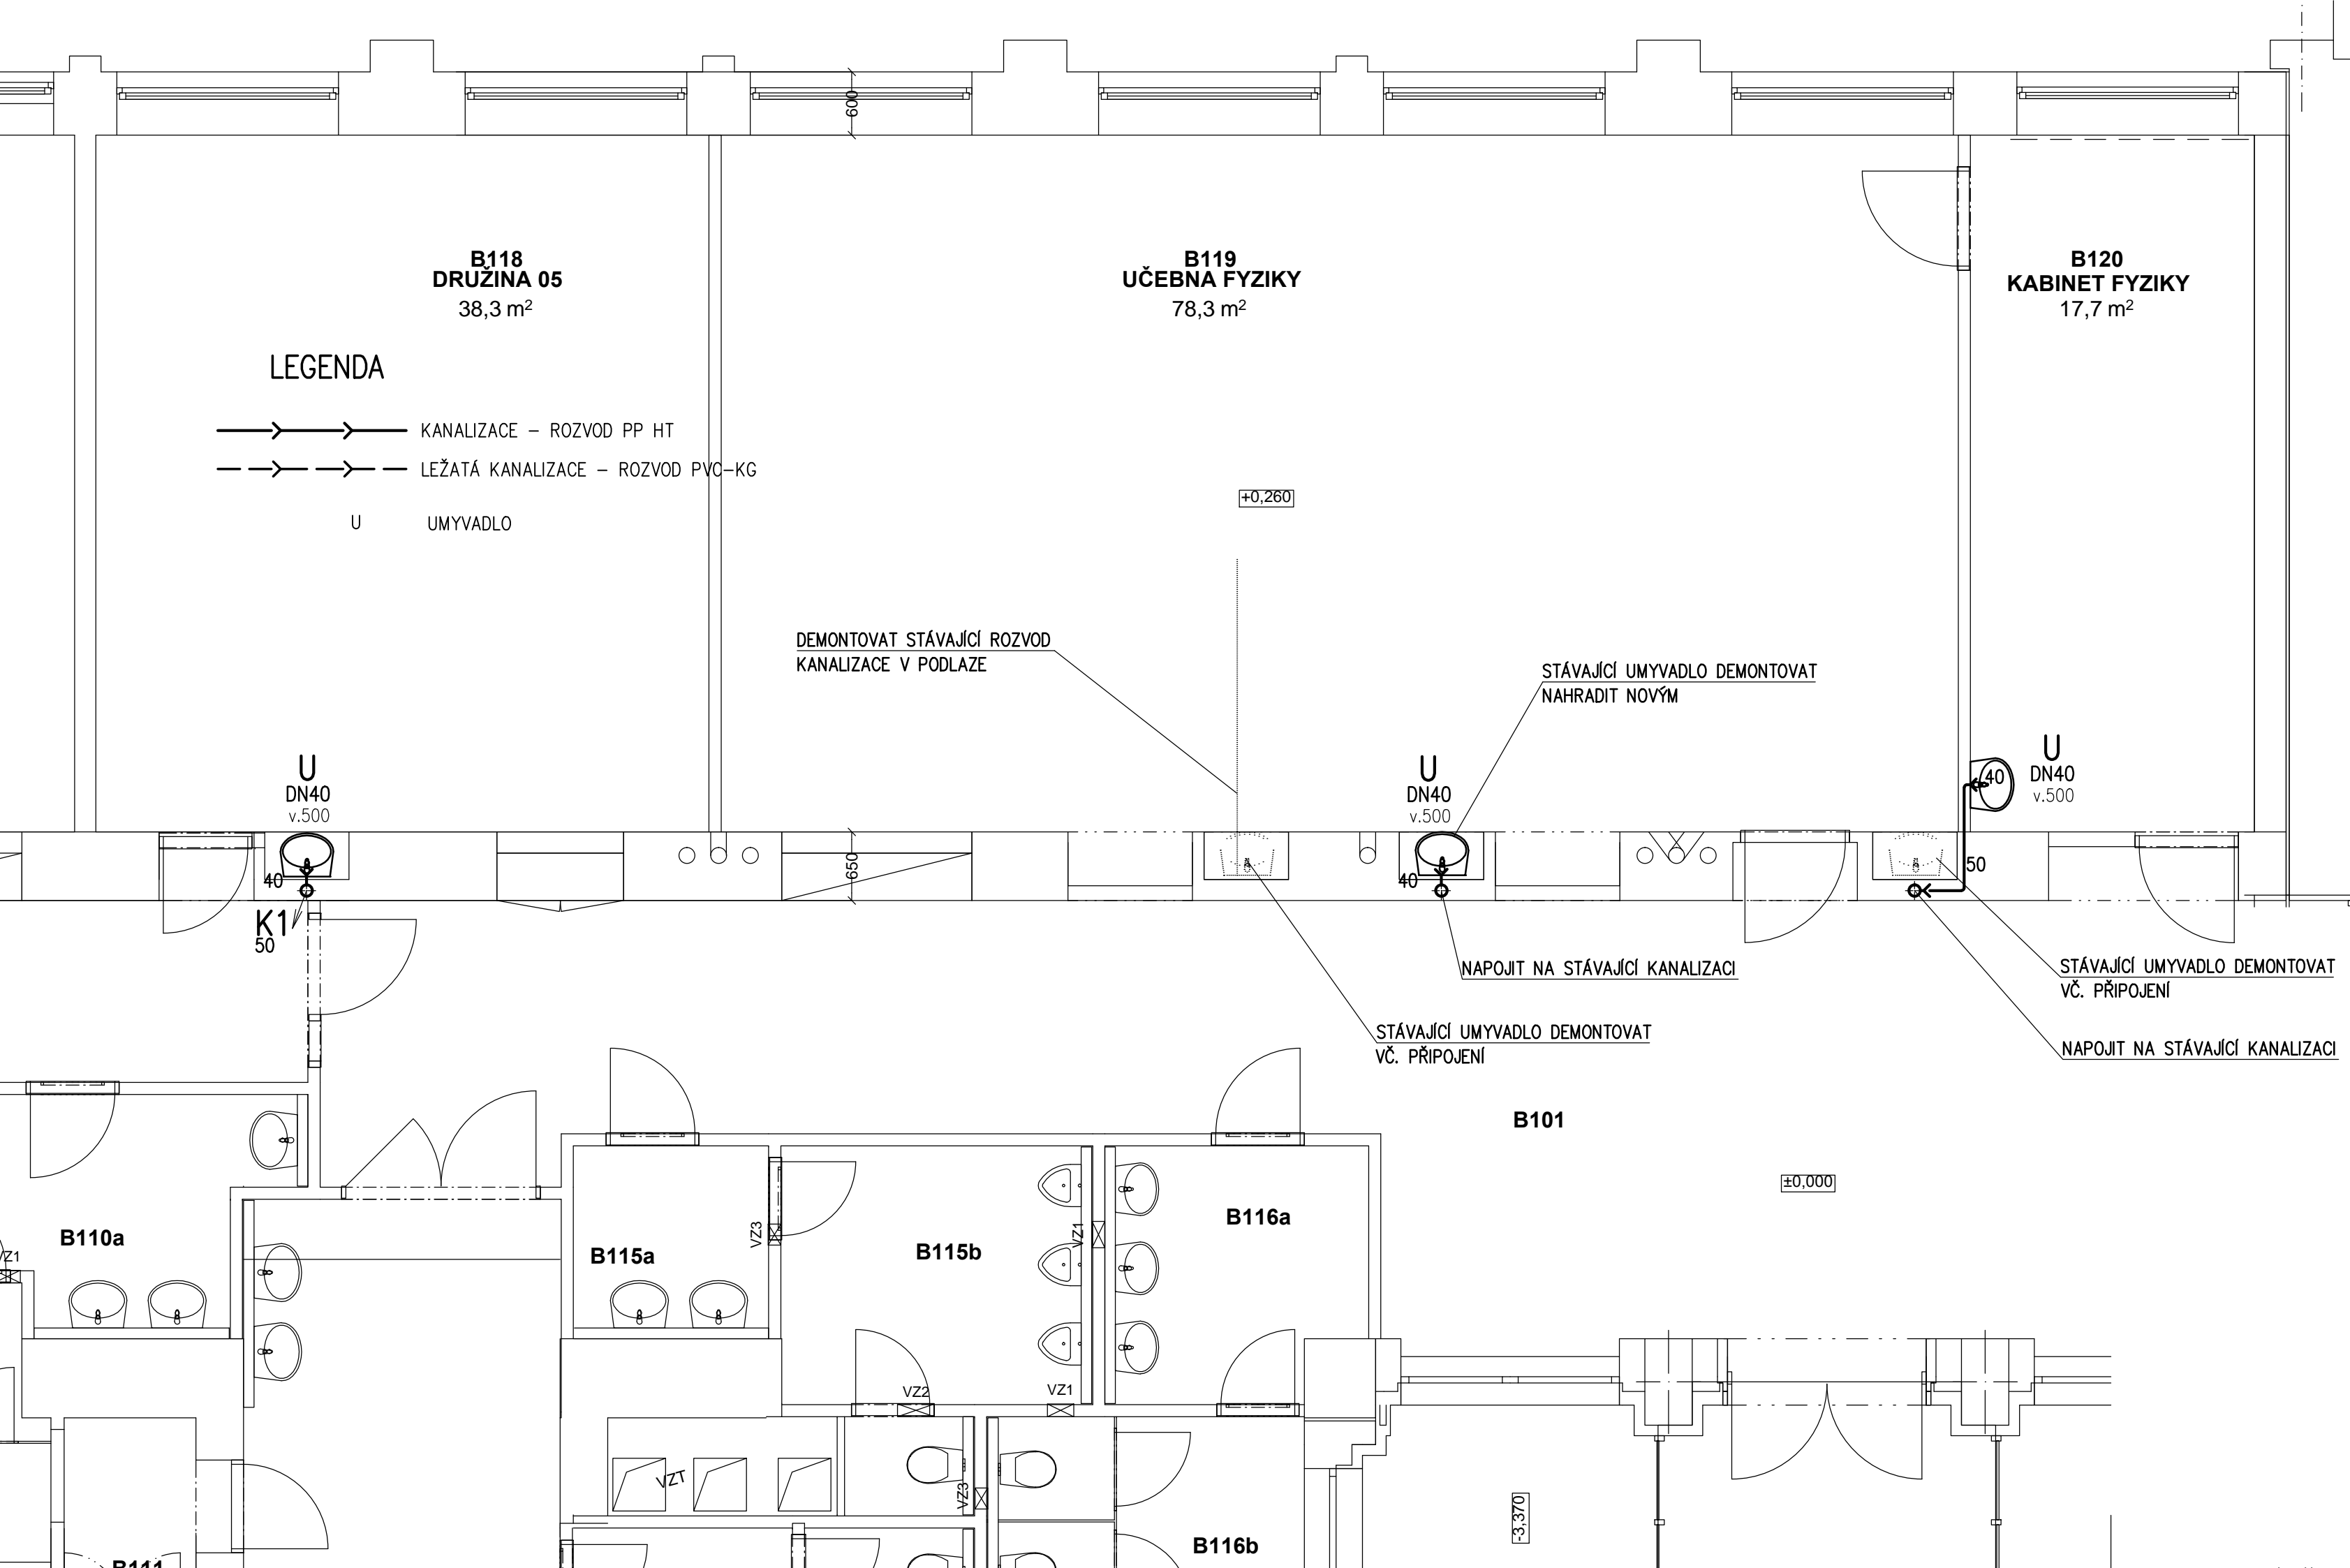 600
B118
DRUŽINA 05
38,3 m²
B119
UČEBNA FYZIKY
78,3 m²
B120
KABINET FYZIKY
17,7 m²
LEGENDA
KANALIZACE – ROZVOD PP HT
LEŽATÁ KANALIZACE – ROZVOD PVC–KG
U UMYVADLO
+0,260
DEMONTOVAT STÁVAJÍCÍ ROZVOD
KANALIZACE V PODLAZE
STÁVAJÍCÍ UMYVADLO DEMONTOVAT
NAHRADIT NOVÝM
U
DN40
v.500
U
DN40
v.500
U
DN40
v.500
40
40
K1
50
650
40
50
NAPOJIT NA STÁVAJÍCÍ KANALIZACI
STÁVAJÍCÍ UMYVADLO DEMONTOVAT
VČ. PŘIPOJENÍ
STÁVAJÍCÍ UMYVADLO DEMONTOVAT
VČ. PŘIPOJENÍ
NAPOJIT NA STÁVAJÍCÍ KANALIZACI
B101
±0,000
B110a
VZ1
B115a
VZ3
B115b
VZ1
B116a
VZ2
VZ1
VZT
VZ3
-3,370
B116b
B111